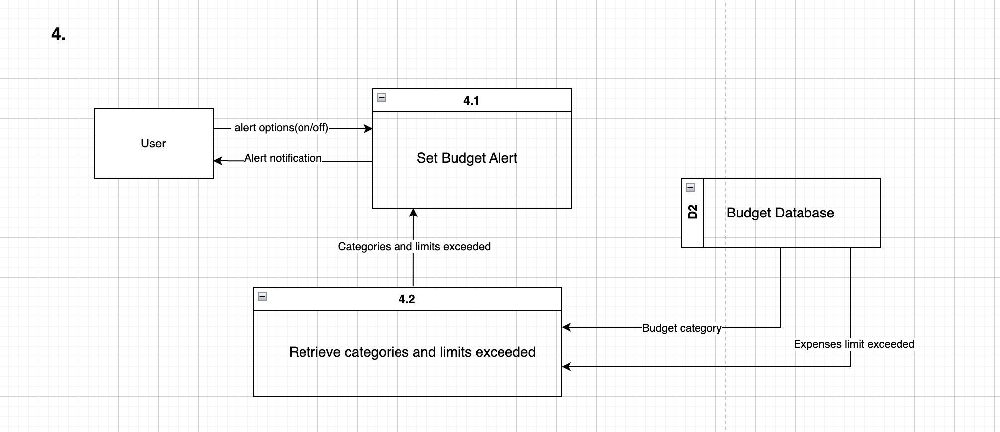 4.
4.1
alert options(on/off)
User
Alert notification
Set Budget Alert
D2
Budget Database
Categories and limits exceeded
4.2
Budget category
Expenses limit exceeded
Retrieve categories and limits exceeded